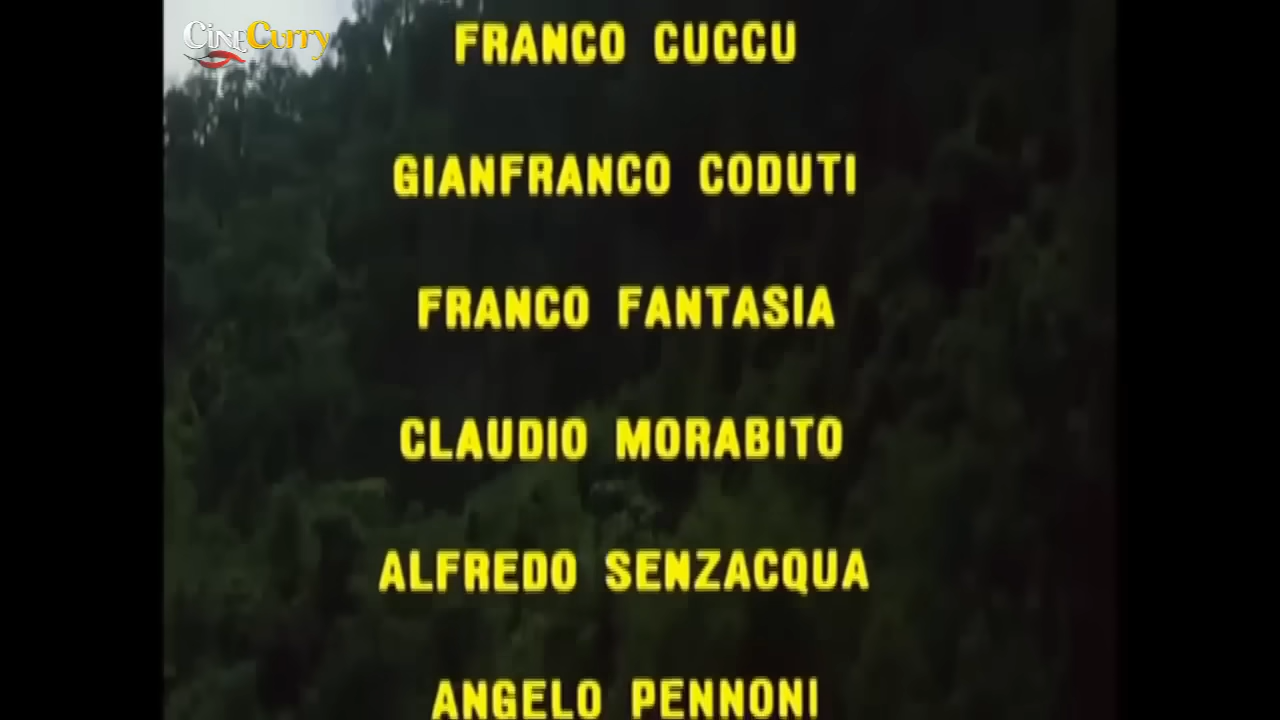 CineCurry
FRANCO CUCCU
GIANFRANCO CODUTI
FRANCO FANTASIA
CLAUDIO MORABITO
ALFREDO SENZACQUA
ANGELO PENNONI